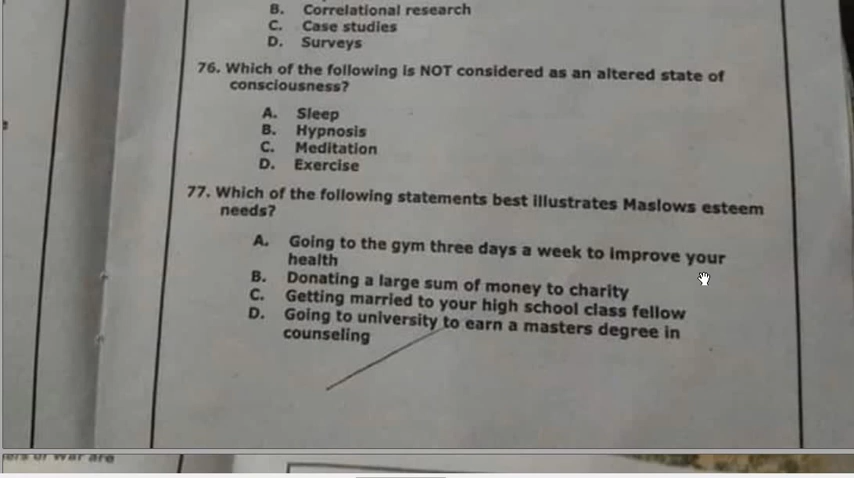 B. Correlational research
C. Case studies
D. Surveys
76. Which of the following is NOT considered as an altered state of
consciousness?
A. Sleep
B. Hypnosis
C. Meditation
D. Exercise
77. Which of the following statements best illustrates Maslows esteem
needs?
A. Going to the gym three days a week to improve your
health
B. Donating a large sum of money to charity
C. Getting married to your high school class fellow
D. Going to university to earn a masters degree in
counseling
of war are